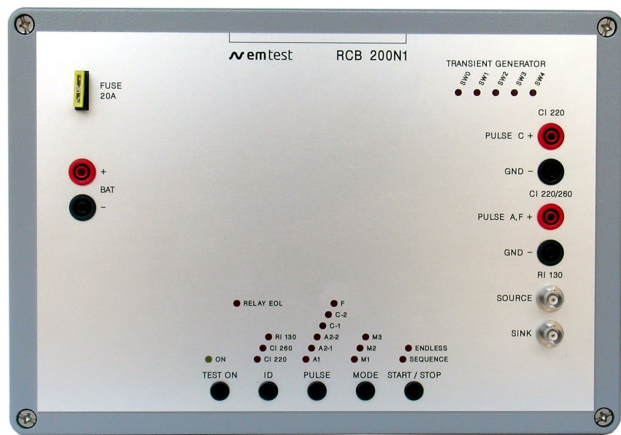 emtest RCB 200N1
FUSE
20A
TRANSIENT GENERATOR
SW0 SW1 SW2 SW3 SW4
CI 220
PULSE C +
GND -
+
BAT
-
CI 220/260
PULSE A,F +
GND -
RI 130
SOURCE
SINK
RELAY EOL
F
C-2
C-1
RI 130 A2-2 M3
CI 260 A2-1 M2 ENDLESS
ON CI 220 A1 M1 SEQUENCE
TEST ON ID PULSE MODE START / STOP